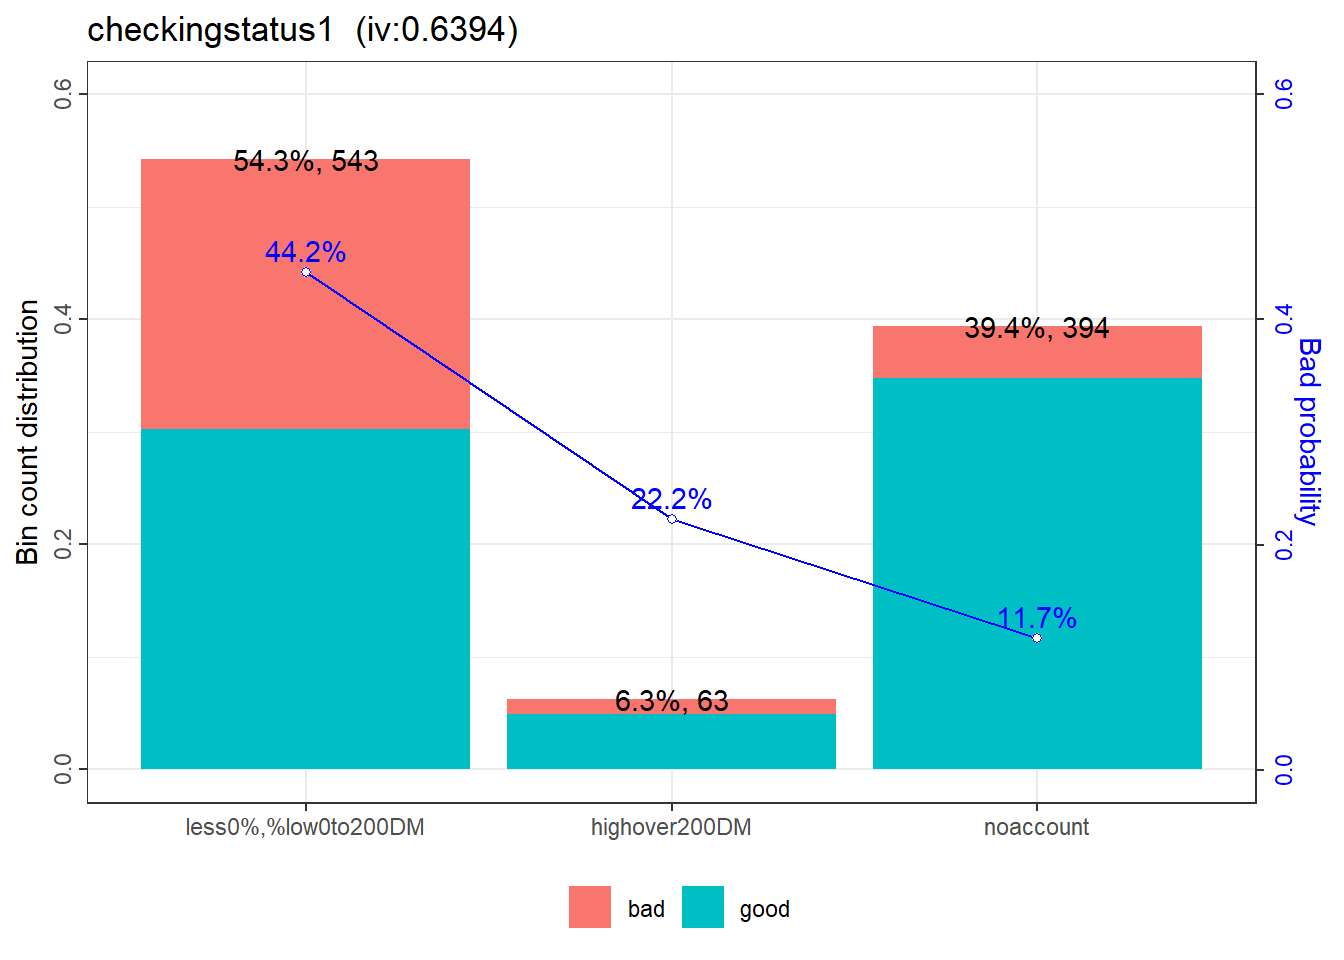 checkingstatus1  (iv:0.6394)
0.6
0.4
0.2
0.0
Bin count distribution
54.3%, 543
44.2%
39.4%, 394
22.2%
11.7%
6.3%, 63
0.6
0.4
0.2
0.0
Bad probability
less0%,%low0to200DM
highover200DM
noaccount
bad
good